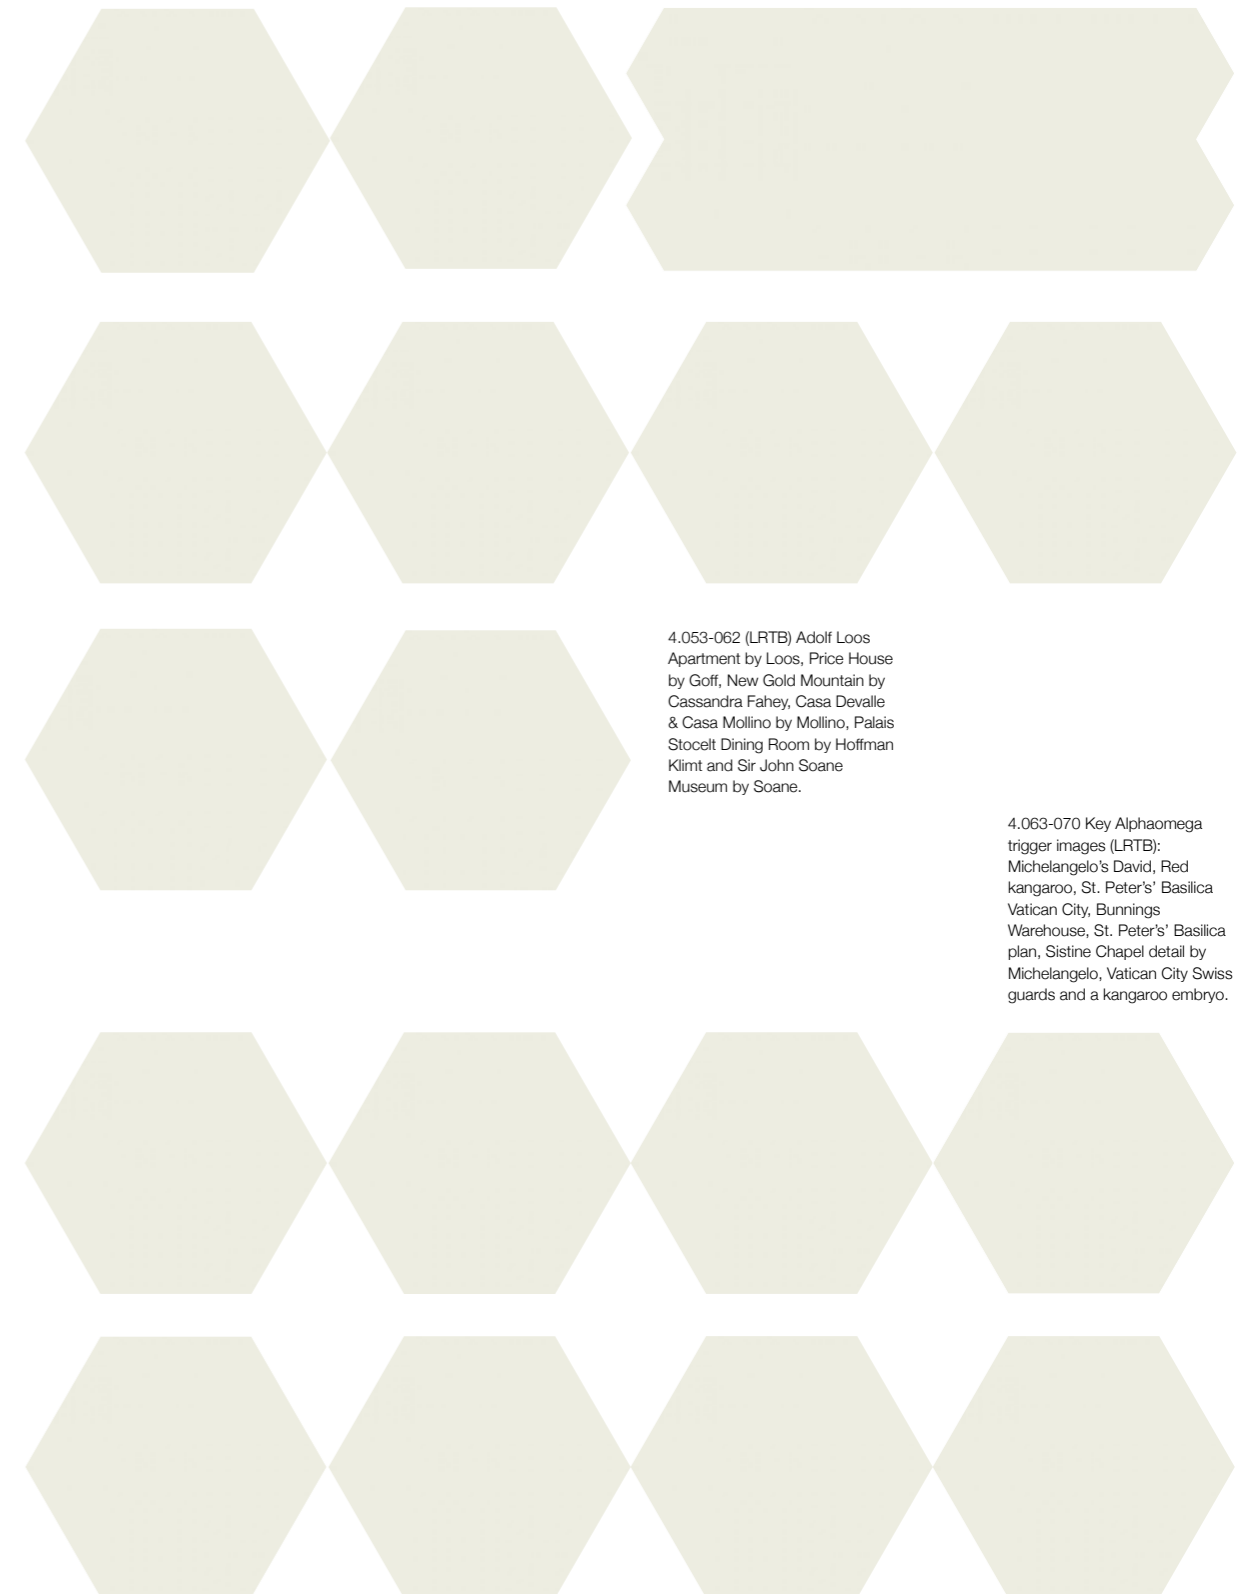 4.053-062 (LRTB) Adolf Loos
Apartment by Loos, Price House
by Goff, New Gold Mountain by
Cassandra Fahey, Casa Devalle
& Casa Mollino by Mollino, Palais
Stocelt Dining Room by Hoffman
Klimt and Sir John Soane
Museum by Soane.
4.063-070 Key Alphaomega
trigger images (LRTB):
Michelangelo’s David, Red
kangaroo, St. Peter’s’ Basilica
Vatican City, Bunnings
Warehouse, St. Peter’s’ Basilica
plan, Sistine Chapel detail by
Michelangelo, Vatican City Swiss
guards and a kangaroo embryo.